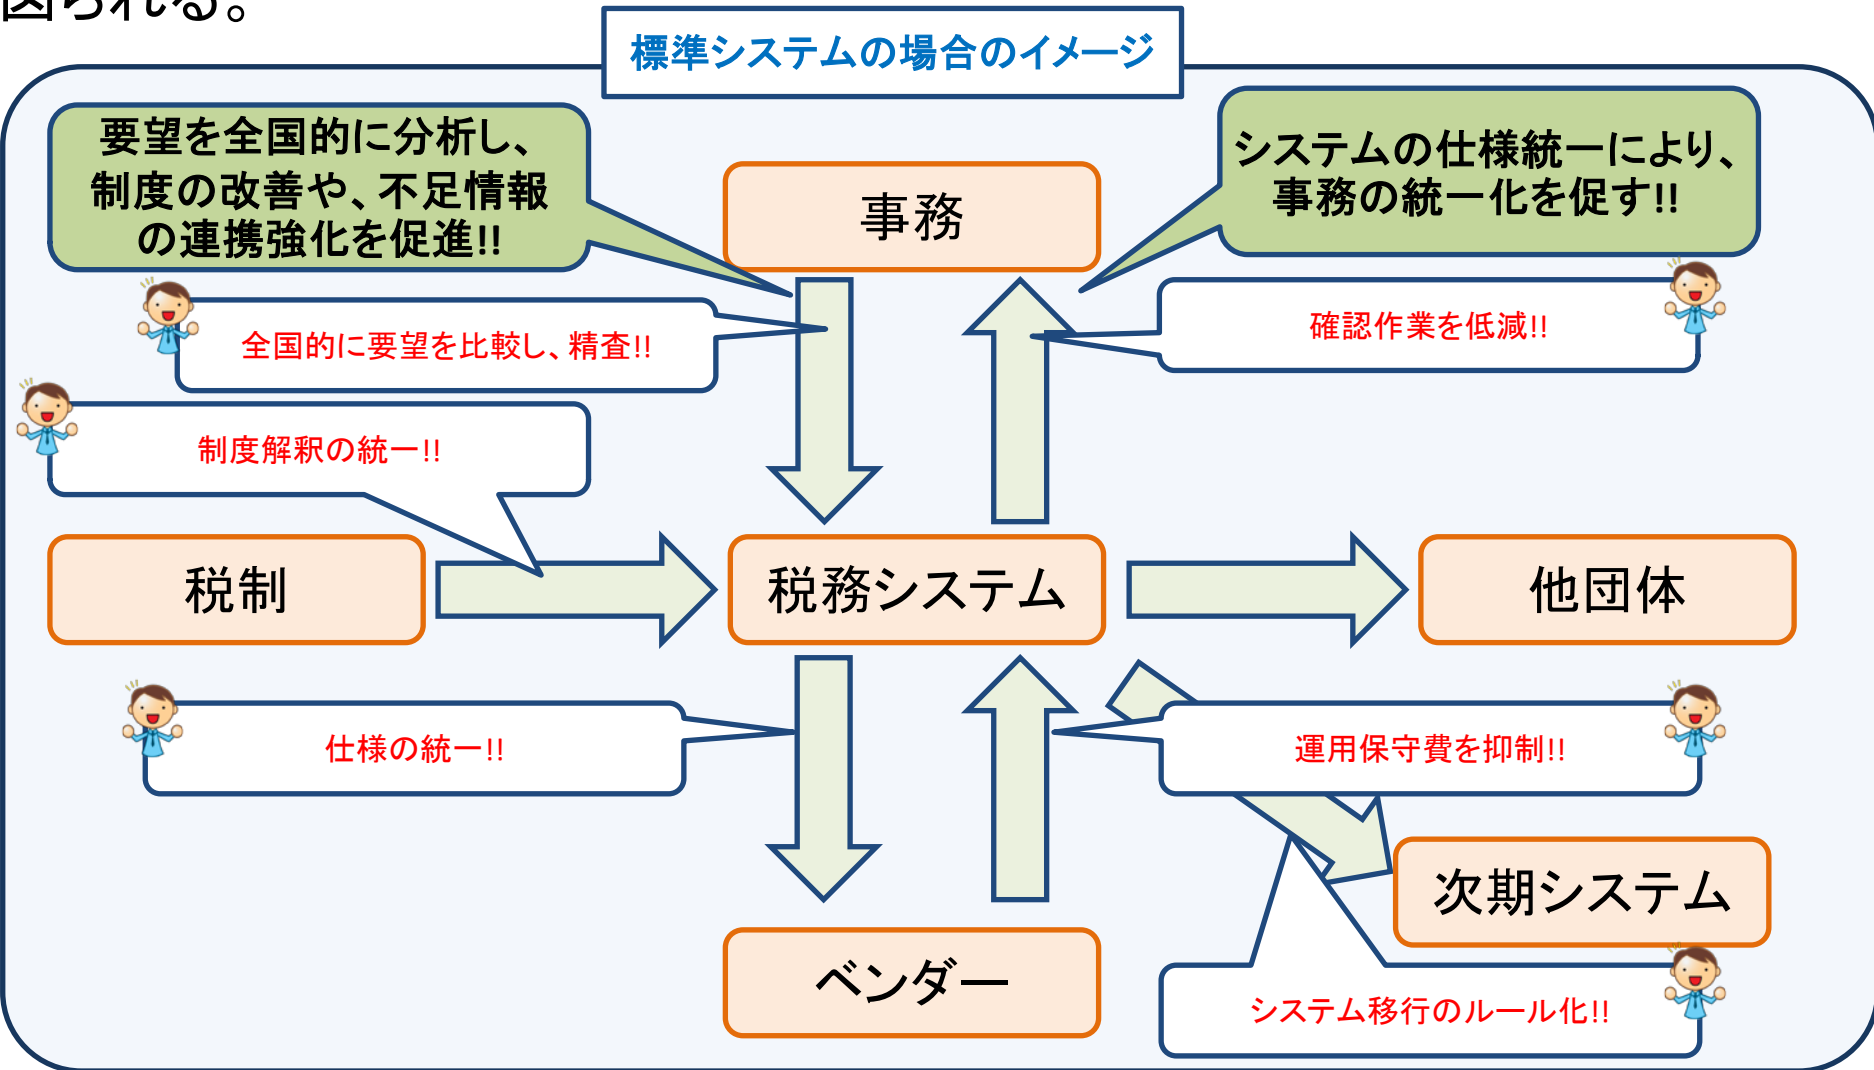 図られる。
標準システムの場合のイメージ
要望を全国的に分析し、
制度の改善や、不足情報
の連携強化を促進!!
システムの仕様統一により、
事務の統一化を促す!!
事務
全国的に要望を比較し、精査!!
確認作業を低減!!
制度解釈の統一!!
税制
税務システム
他団体
仕様の統一!!
運用保守費を抑制!!
次期システム
ベンダー
システム移行のルール化!!